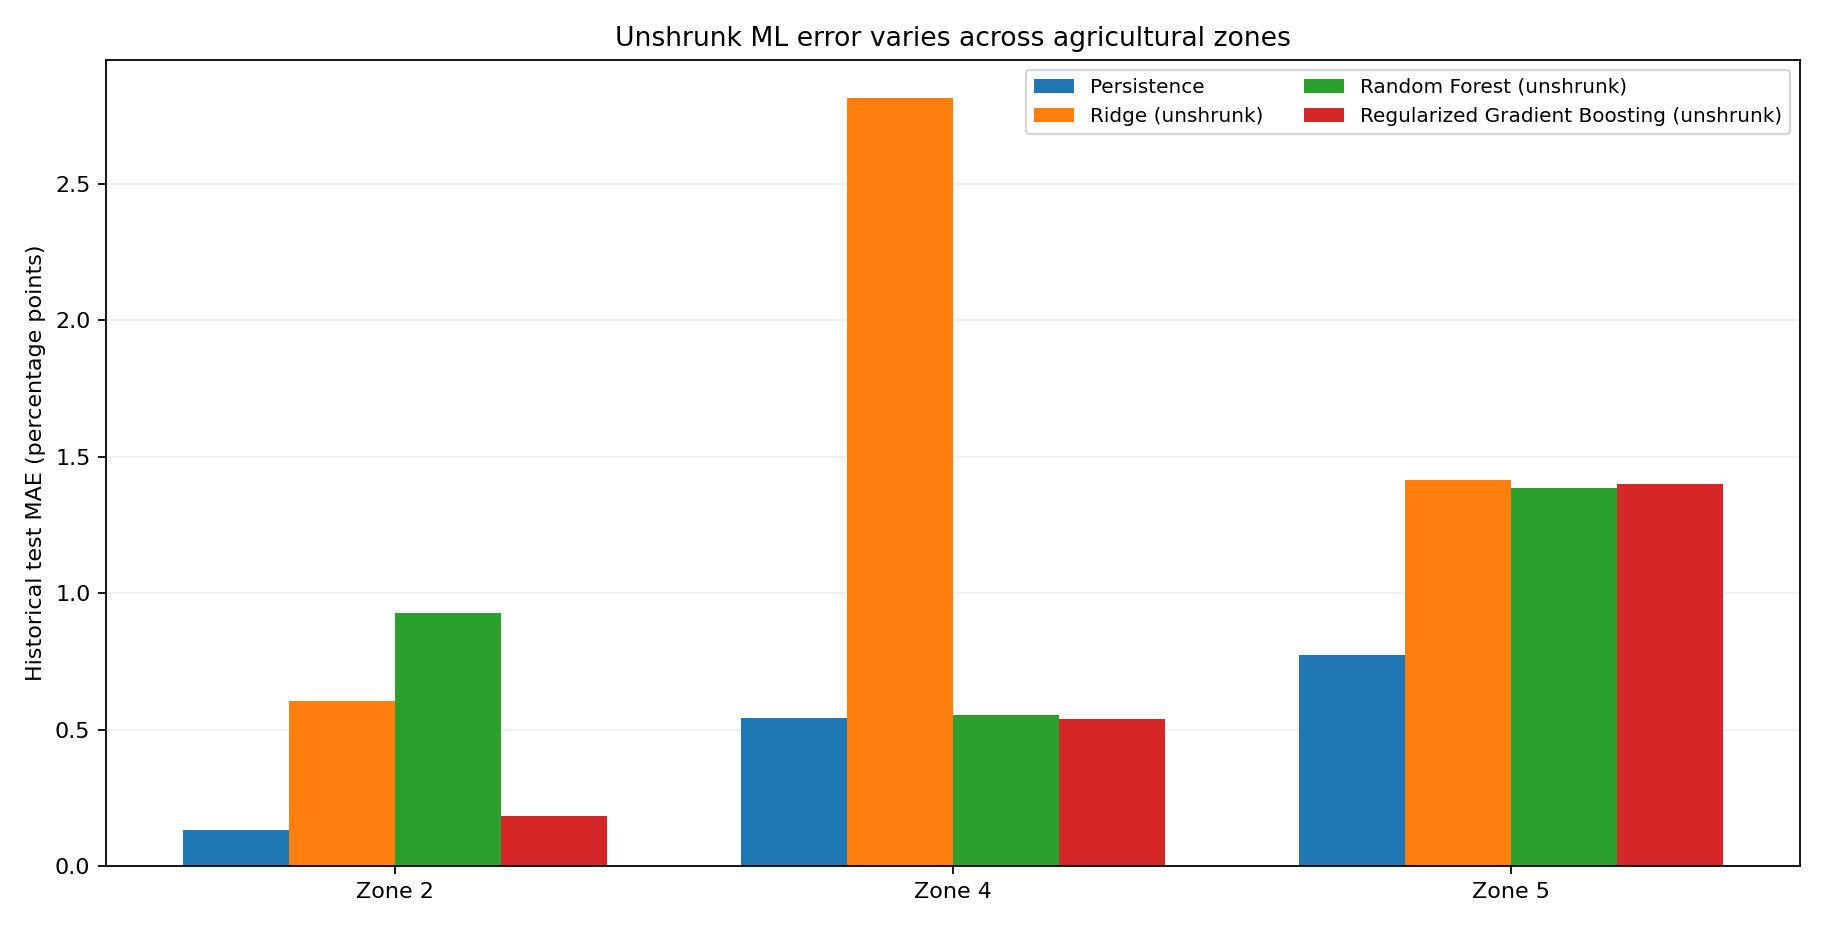 Unshrunk ML error varies across agricultural zones
Persistence
Ridge (unshrunk)
Random Forest (unshrunk)
Regularized Gradient Boosting (unshrunk)
Historical test MAE (percentage points)
2.5
2.0
1.5
1.0
0.5
0.0
Zone 2
Zone 4
Zone 5